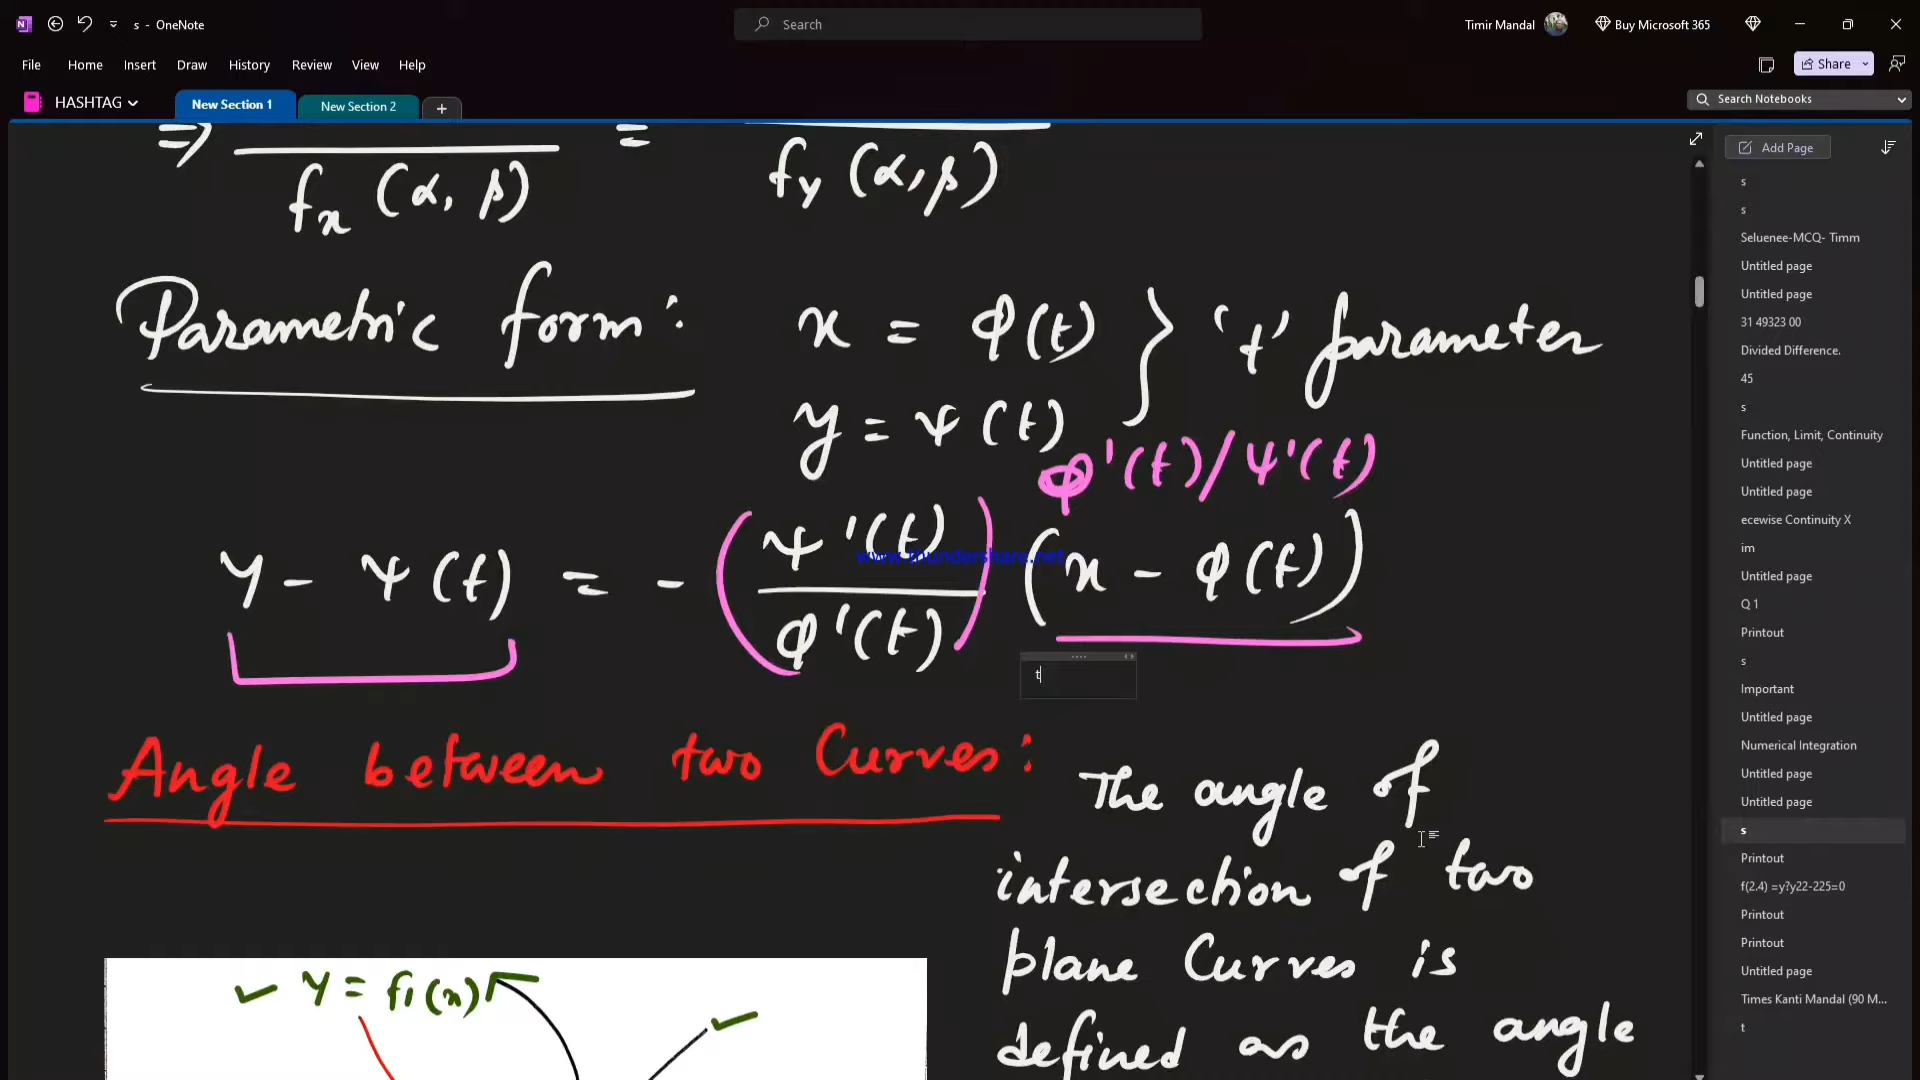 s - OneNote
Search
Timir Mandal
Buy Microsoft 365
File Home Insert Draw History Review View Help
Share
HASHTAG
New Section 1
New Section 2
+
Search Notebooks
⇒ =
fx (α, β)
fy (α, β)
Parametric form:
x = φ(t) } 't' parameter
y = ψ(t)
φ'(t)/ψ'(t)
y - ψ(t) = - (ψ'(t)/φ'(t)) (x - φ(t))
www.thundershare.net
t
Angle between two Curves:
The angle of
intersection of two
plane Curves is
defined as the angle
✓ y = f1(x)
✓
Add Page
s
s
Seluenee-MCQ- Timm
Untitled page
Untitled page
31 49323 00
Divided Difference.
45
s
Function, Limit, Continuity
Untitled page
Untitled page
ecewise Continuity X
im
Untitled page
Q 1
Printout
s
Important
Untitled page
Numerical Integration
Untitled page
Untitled page
s
Printout
f(2.4) =y?y22-225=0
Printout
Printout
Untitled page
Times Kanti Mandal (90 M...
t